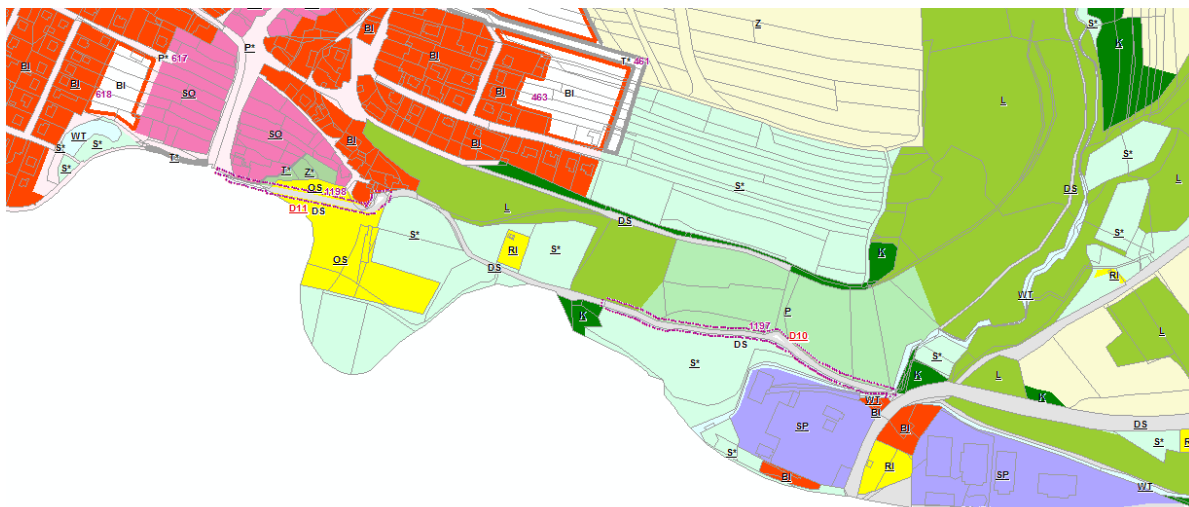 Z
S*
K
BI
P*
BI
P* 617
T* 461
BI
BI
BI
BI
463
BI
618
SO
L
WT
S*
S*
SO
BI
BI
S*
L
S*
T*
T*
Z*
S*
DS
OS
1198
D11
DS
L
DS
S*
S*
OS
RI
S*
DS
K
RI
WT
P
K
1197
D10
DS
L
S*
S*
K
WT
BI
K
SP
BI
DS
S*
R
S*
RI
BI
SP
WT